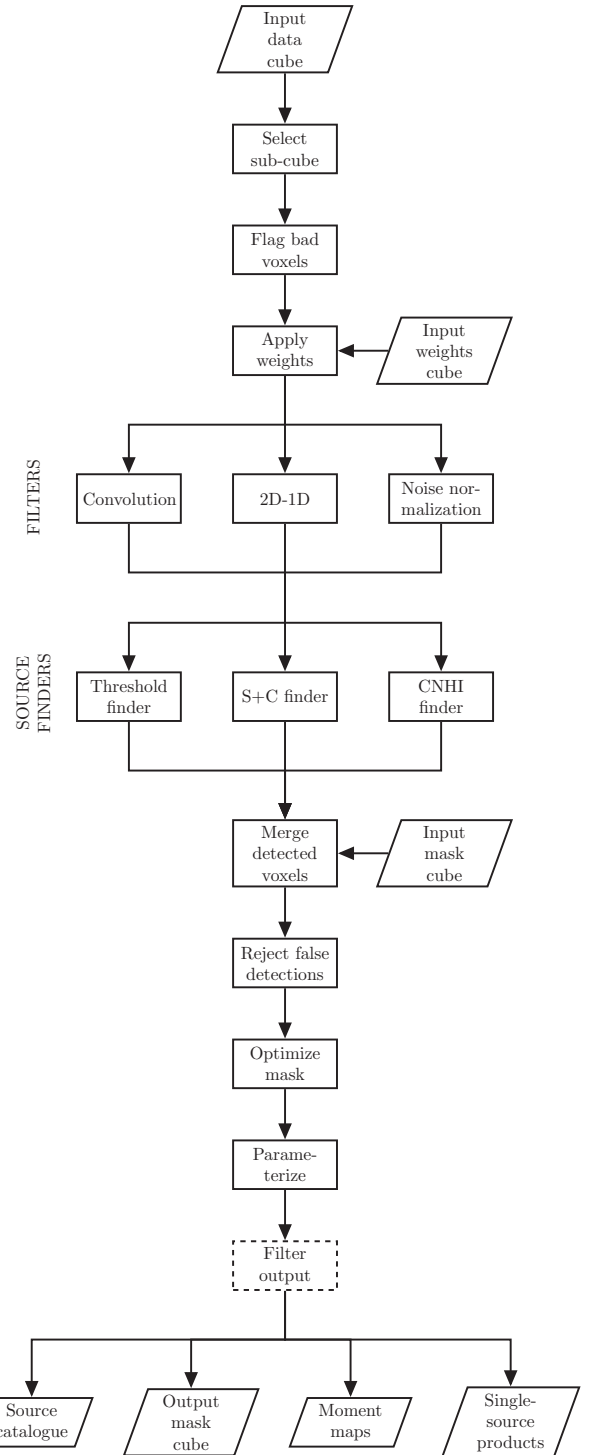 Input
data
cube
Select
sub-cube
Flag bad
voxels
Apply
weights
Input
weights
cube
FILTERS
Convolution
2D-1D
Noise nor-
malization
SOURCE
FINDERS
Threshold
finder
S+C finder
CNHI
finder
Merge
detected
voxels
Input
mask
cube
Reject false
detections
Optimize
mask
Parame-
terize
Filter
output
Source
catalogue
Output
mask
cube
Moment
maps
Single-
source
products